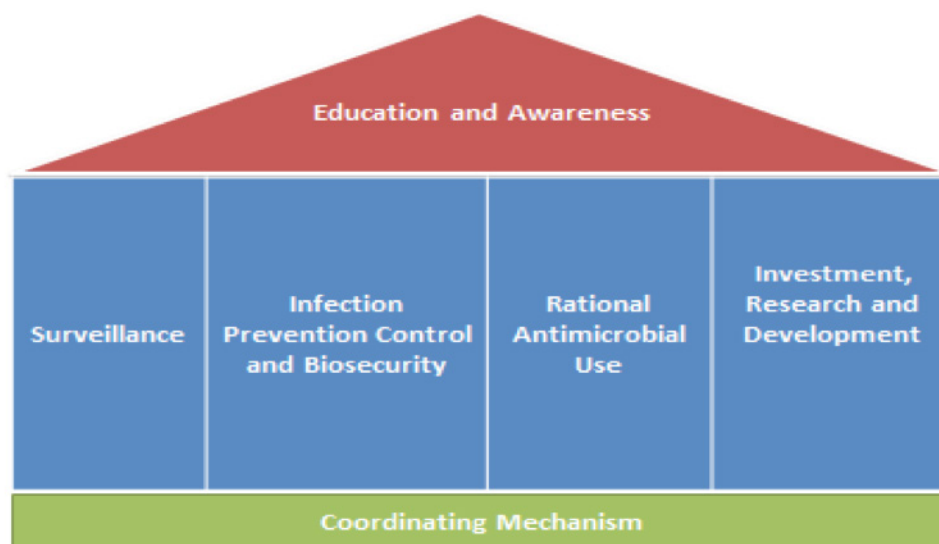 Education and Awareness
Surveillance
Infection
Prevention Control
and Biosecurity
Rational
Antimicrobial
Use
Investment,
Research and
Development
Coordinating Mechanism